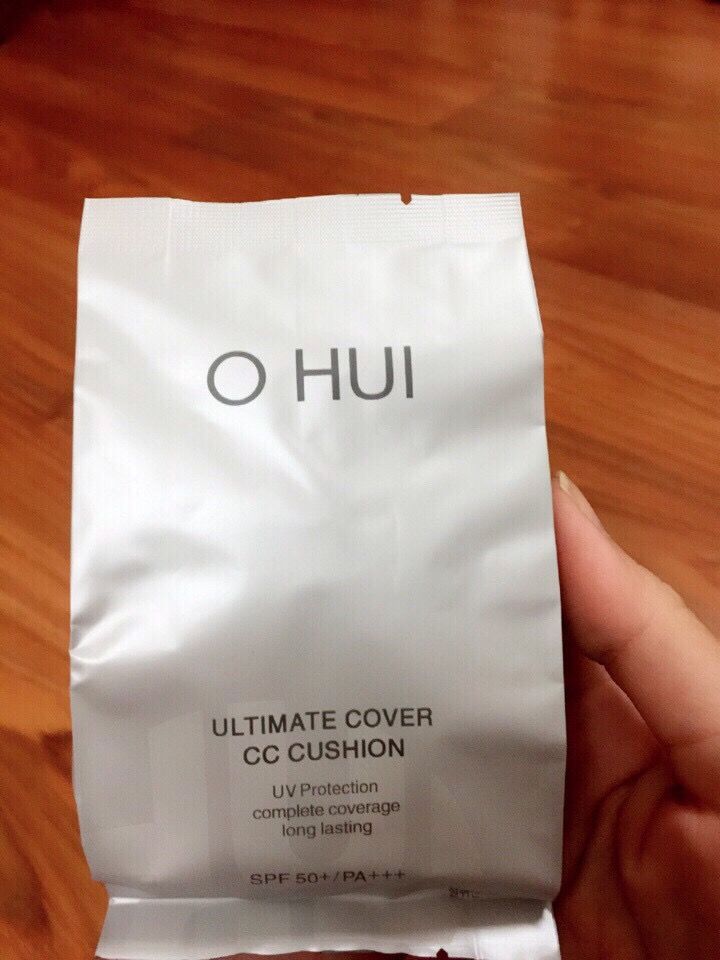 O HUI
ULTIMATE COVER
CC CUSHION
UV Protection
complete coverage
long lasting
SPF 50+/PA+++